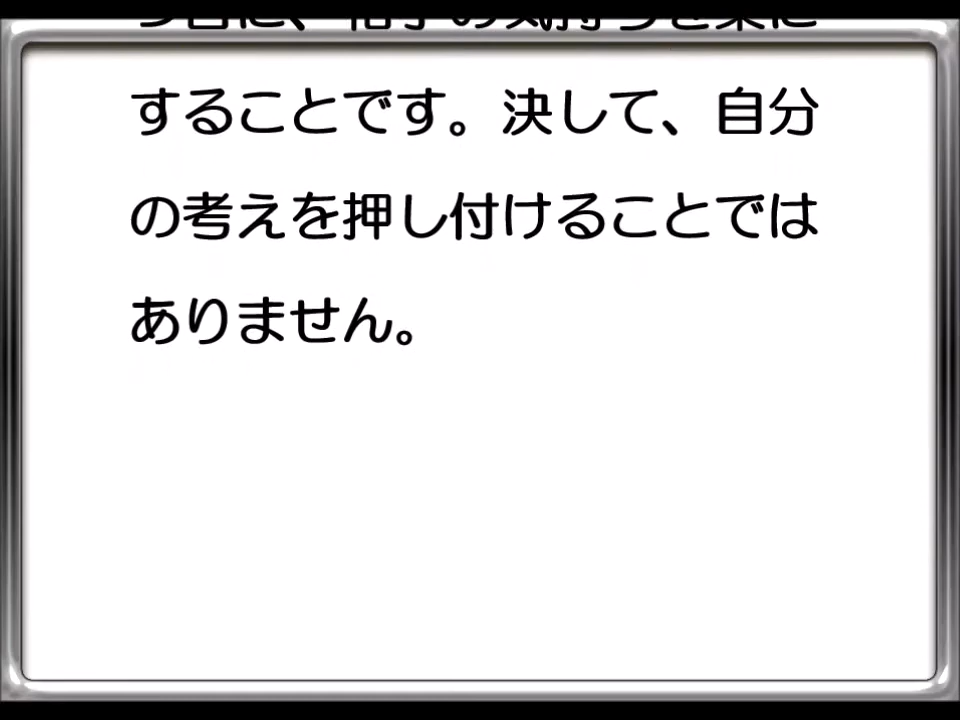 することです。決して、自分
の考えを押し付けることでは
ありません。